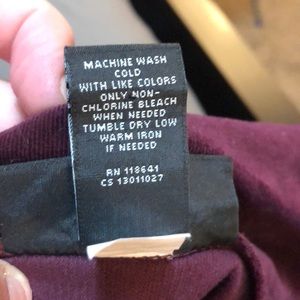 MACHINE WASH
COLD
WITH LIKE COLORS
ONLY NON-
CHLORINE BLEACH
WHEN NEEDED
TUMBLE DRY LOW
WARM IRON
IF NEEDED
RN 118641
CS 13011027